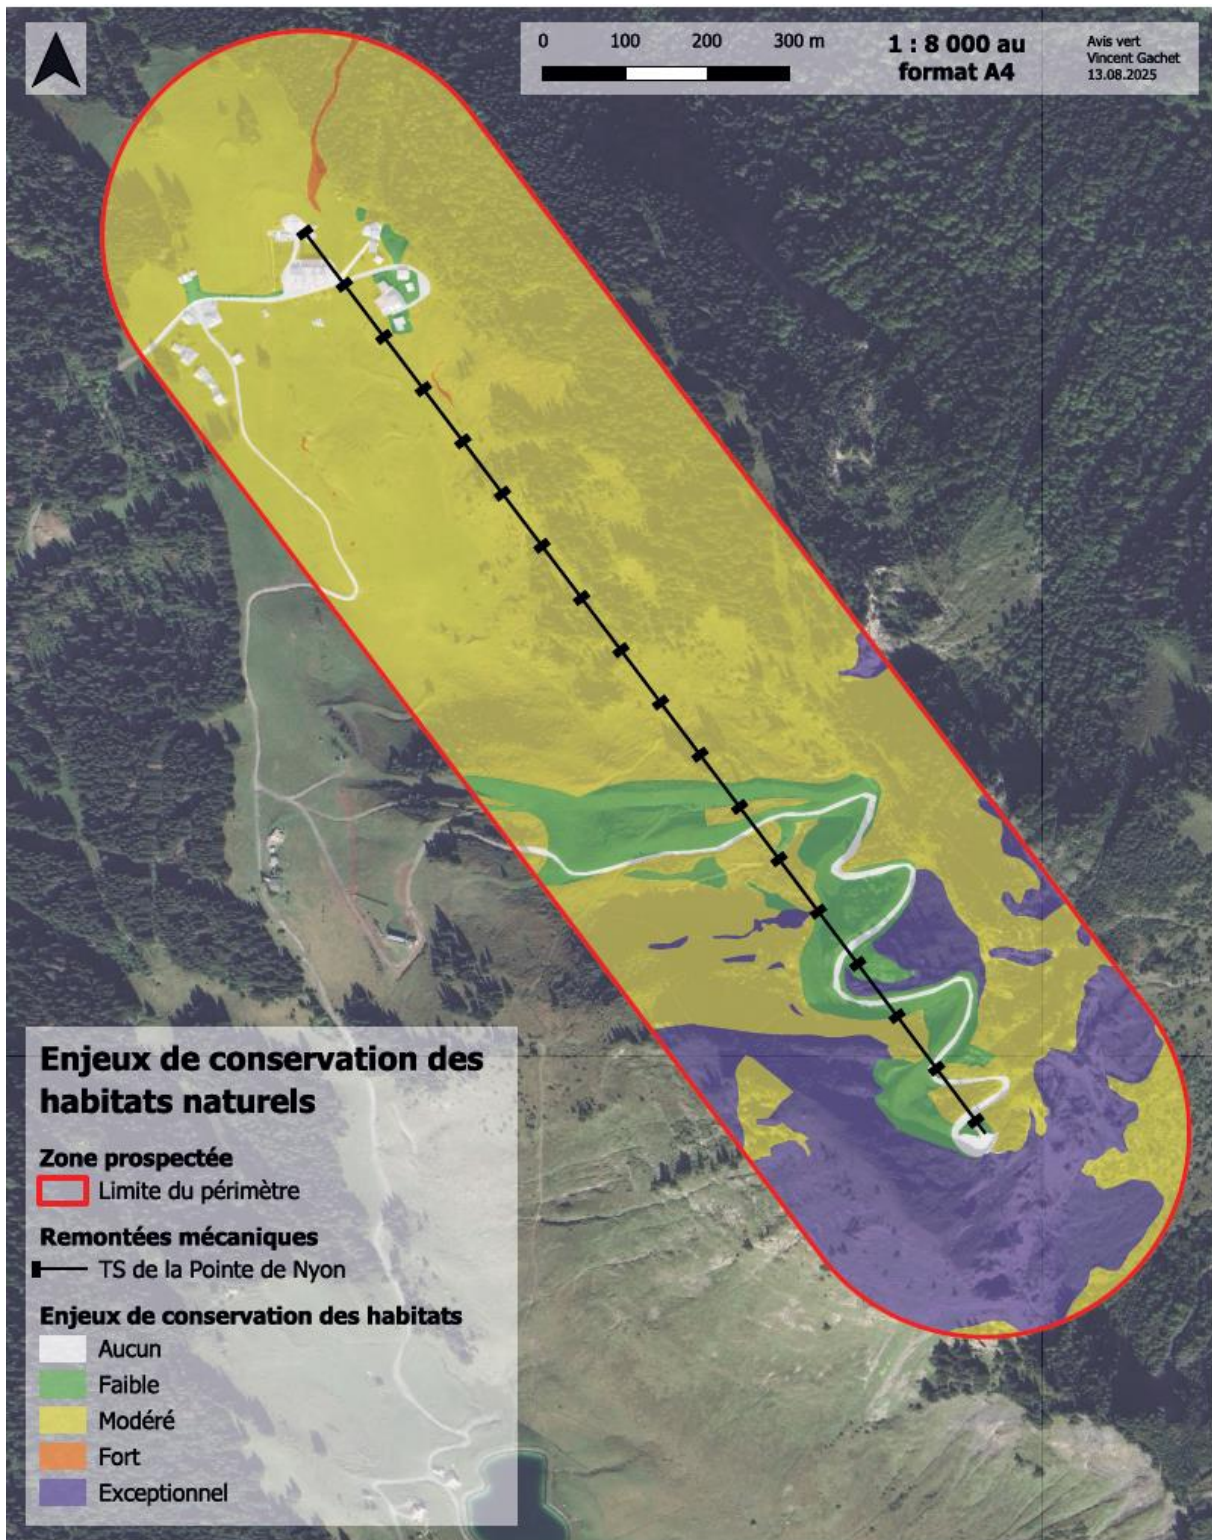 0 100 200 300 m
1 : 8 000 au
format A4
Avis vert
Vincent Gachet
13.08.2025
Enjeux de conservation des
habitats naturels
Zone prospectée
Limite du périmètre
Remontées mécaniques
TS de la Pointe de Nyon
Enjeux de conservation des habitats
Aucun
Faible
Modéré
Fort
Exceptionnel